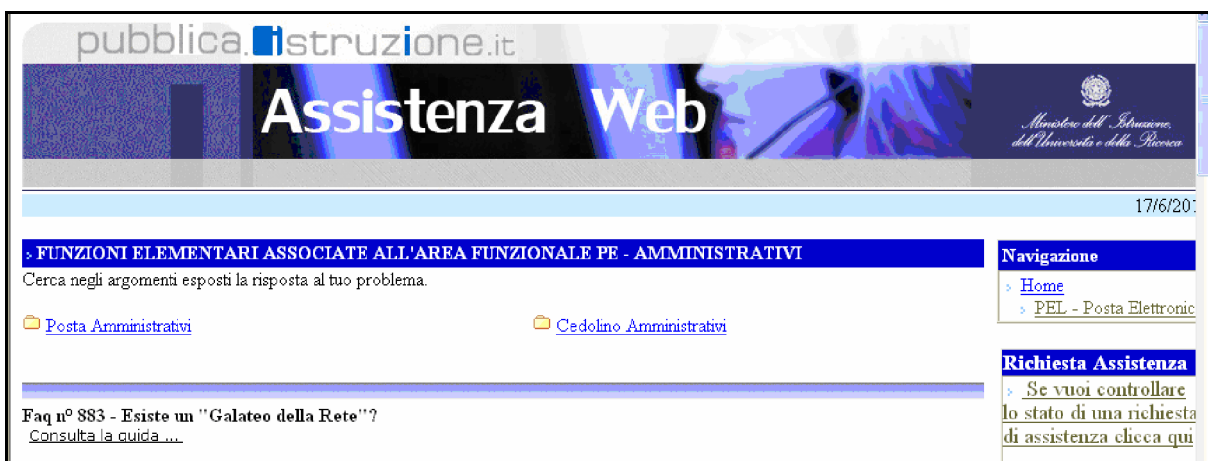 pubblica.istruzione.it
Assistenza Web
Ministero dell' Istruzione,
dell'Università e della Ricerca
17/6/201
FUNZIONI ELEMENTARI ASSOCIATE ALL'AREA FUNZIONALE PE - AMMINISTRATIVI
Cerca negli argomenti esposti la risposta al tuo problema.
Posta Amministrativi
Cedolino Amministrativi
Faq nº 883 - Esiste un "Galateo della Rete"?
Consulta la guida ...
Navigazione
Home
PEL - Posta Elettronic
Richiesta Assistenza
Se vuoi controllare
lo stato di una richiesta
di assistenza clicca qui